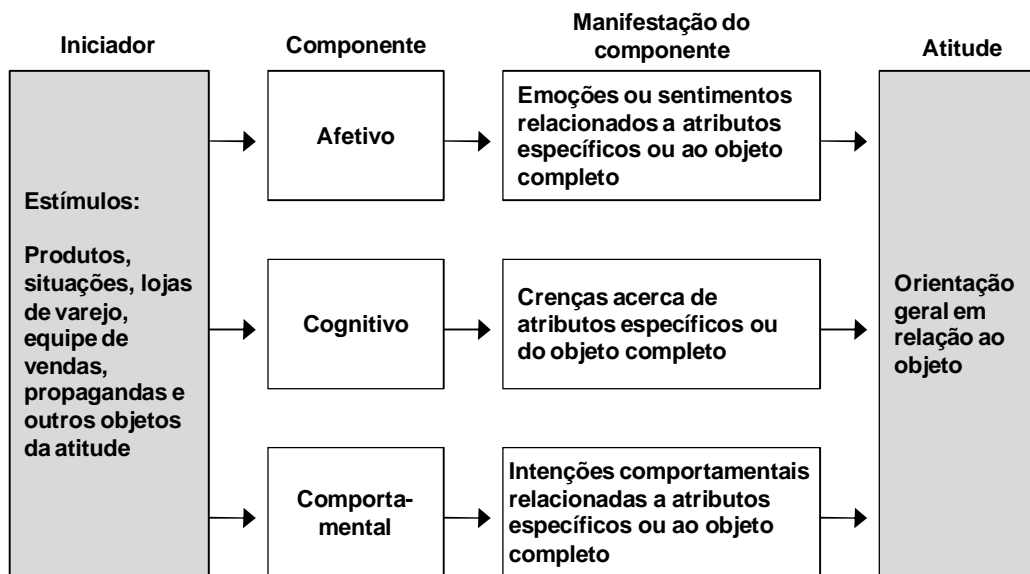 Iniciador
Componente
Manifestação do
componente
Atitude
Estímulos:
Produtos,
situações, lojas
de varejo,
equipe de
vendas,
propagandas e
outros objetos
da atitude
Afetivo
Emoções ou sentimentos
relacionados a atributos
específicos ou ao objeto
completo
Cognitivo
Crenças acerca de
atributos específicos ou
do objeto completo
Comporta-
mental
Intenções comportamentais
relacionadas a atributos
específicos ou ao objeto
completo
Orientação
geral em
relação ao
objeto